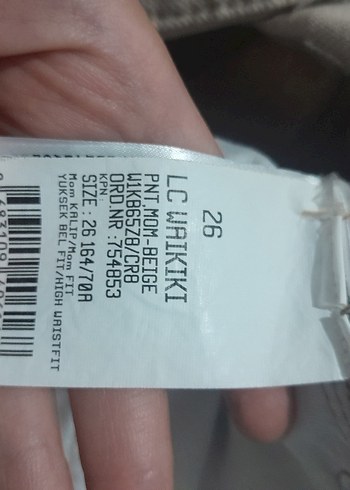 26
LC WAIKIKI
PNT.MOM-BEIGE
W1KB65Z8/CR8
ORD NR :754853
KPN:
SIZE: 26 164/70A
Mom KALIP/Mom FIT
YÜKSEK BEL FIT/HIGH WAISTFIT